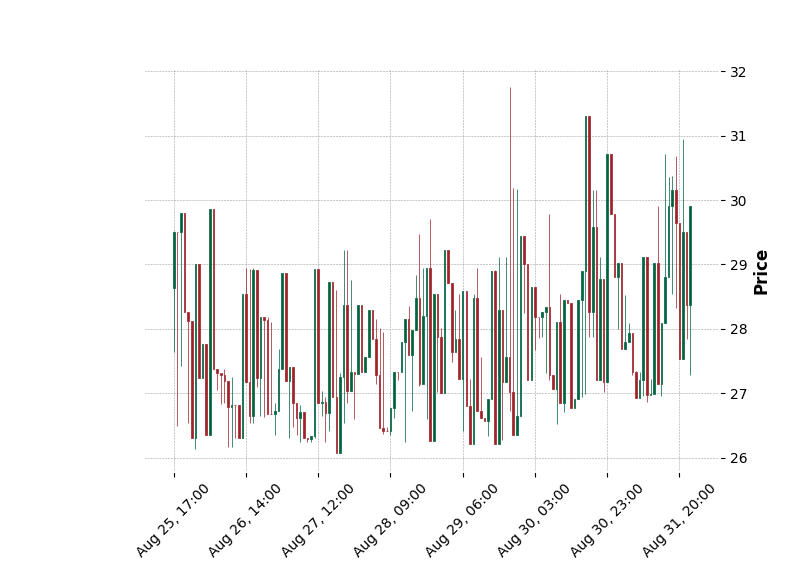 32
31
30
29
28
27
26
Price
Aug 25, 17:00
Aug 26, 14:00
Aug 27, 12:00
Aug 28, 09:00
Aug 29, 06:00
Aug 30, 03:00
Aug 30, 23:00
Aug 31, 20:00